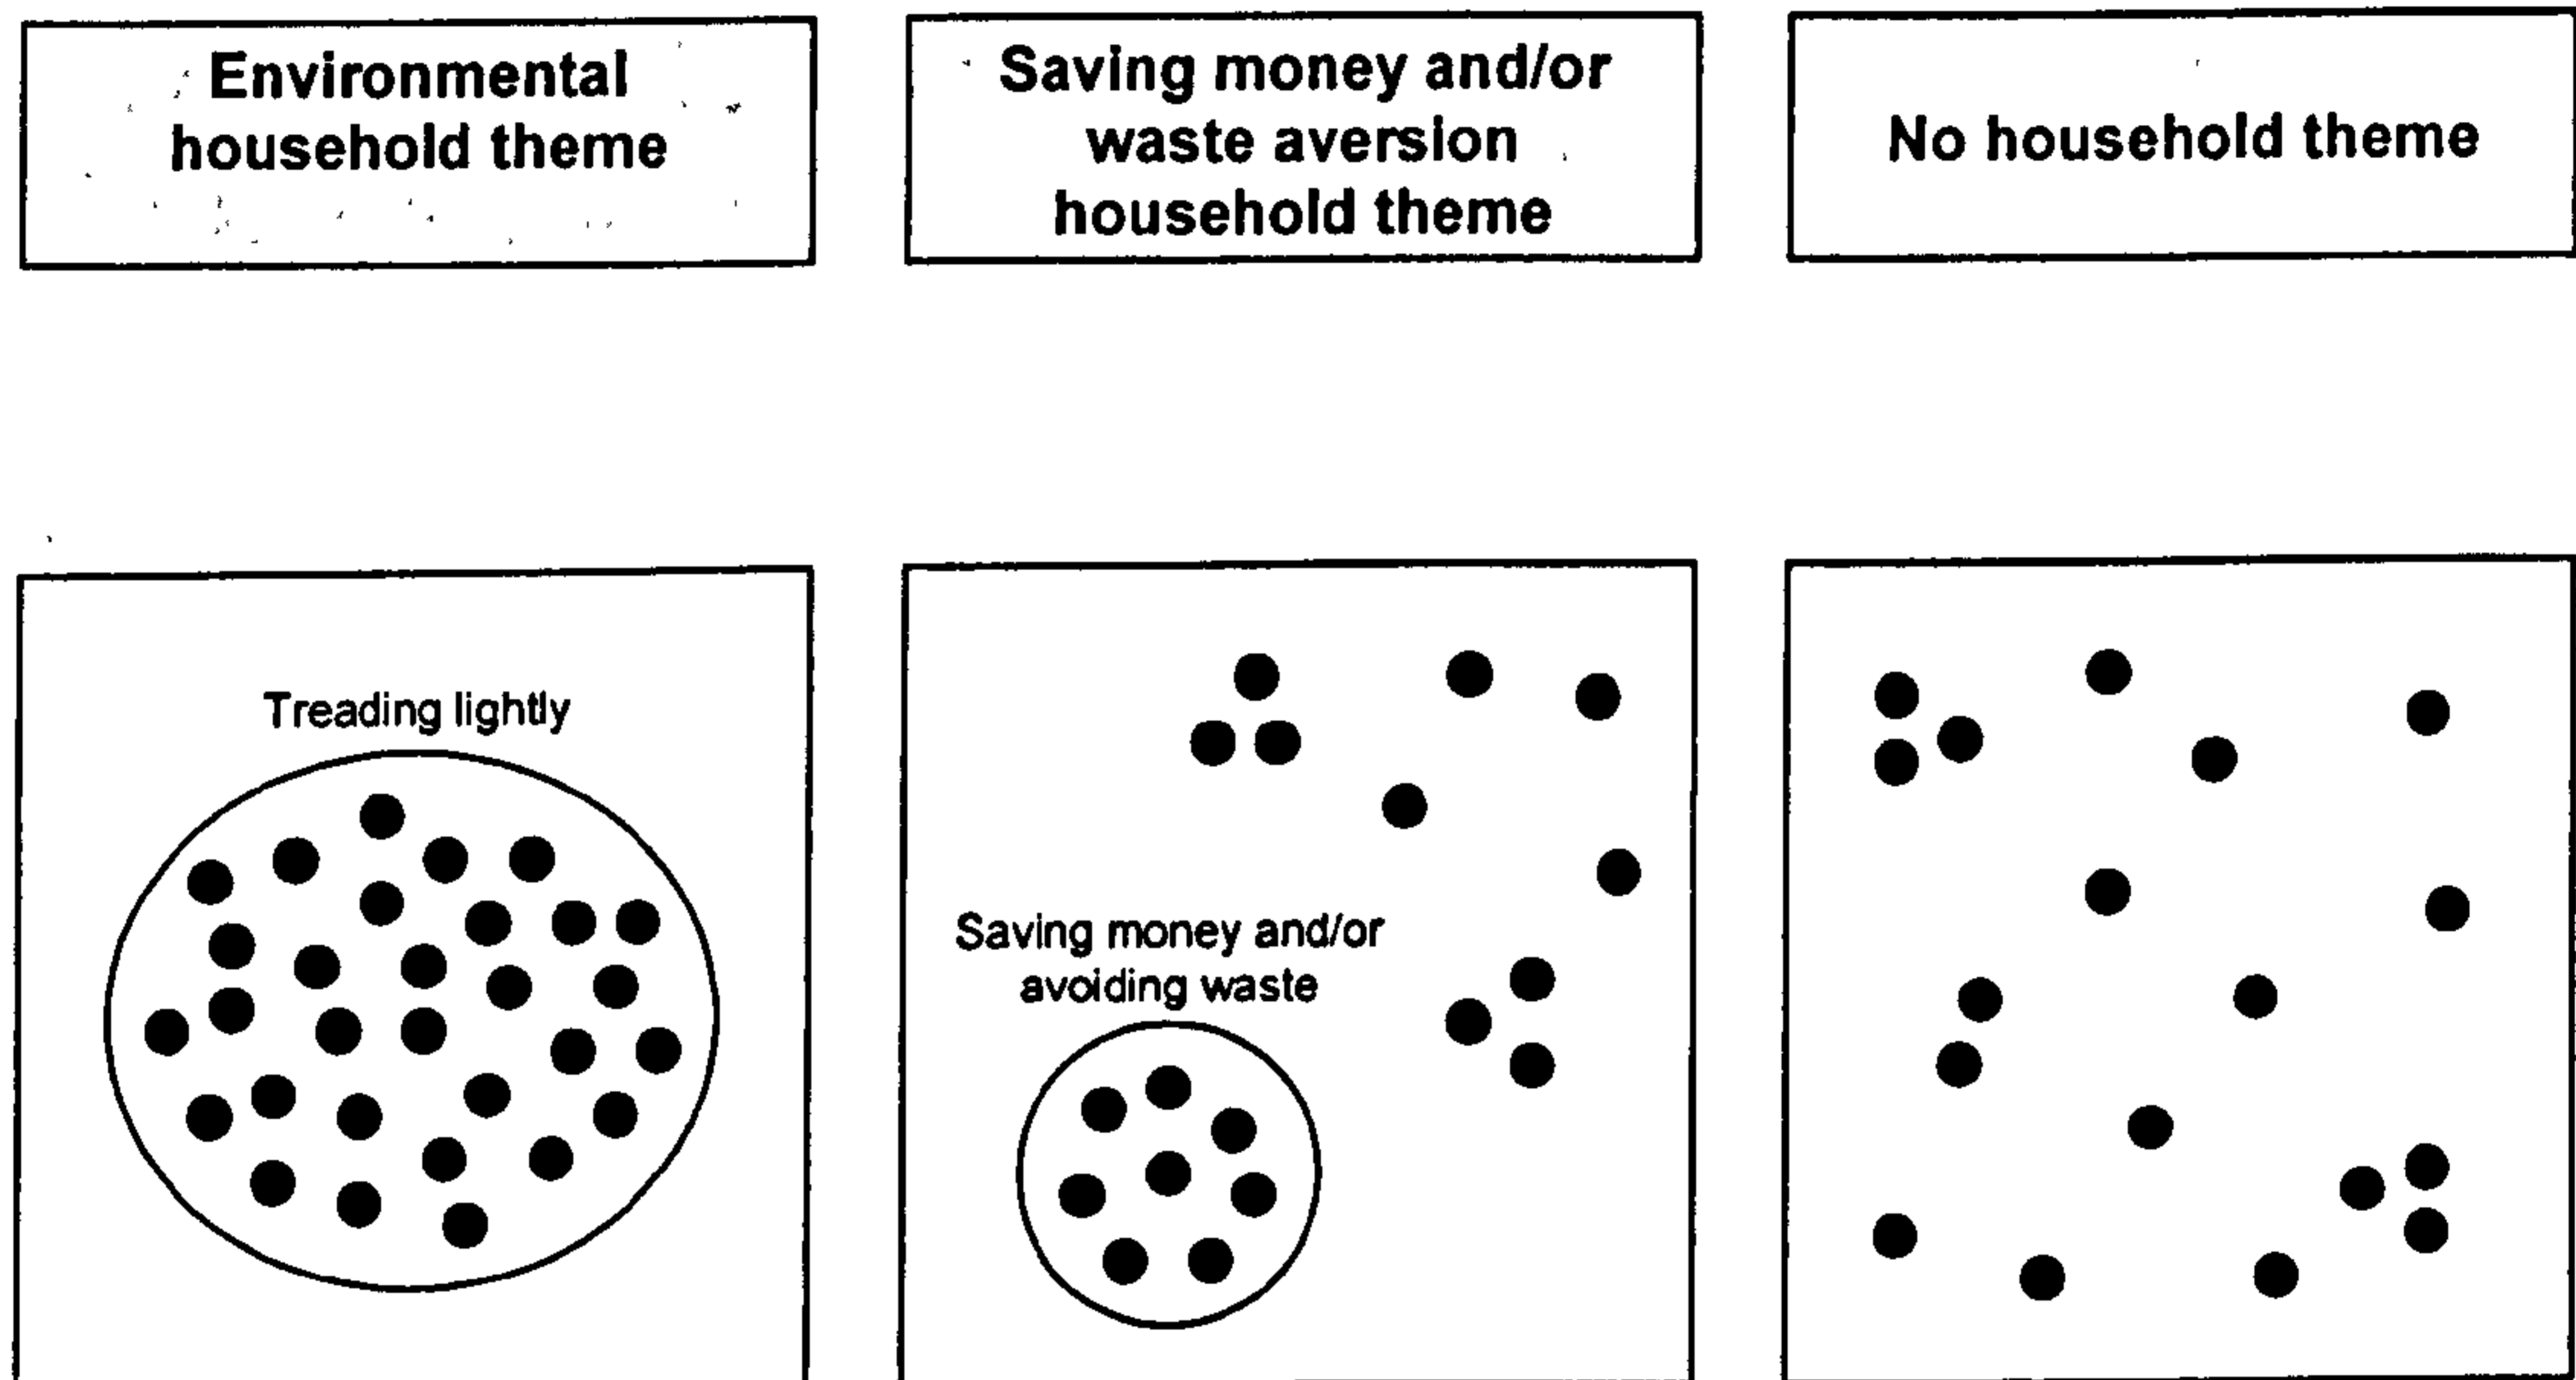 Environmental
household theme
Saving money and/or
waste aversion
household theme
No household theme
Treading lightly
Saving money and/or
avoiding waste